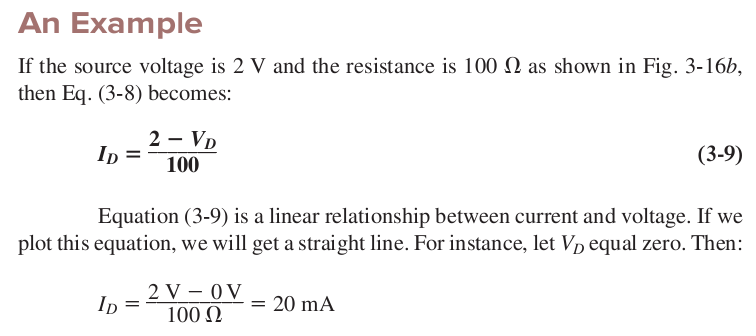 An Example
If the source voltage is 2 V and the resistance is 100 Ω as shown in Fig. 3-16b,
then Eq. (3-8) becomes:
I_D = (2 − V_D) / 100 (3-9)
Equation (3-9) is a linear relationship between current and voltage. If we
plot this equation, we will get a straight line. For instance, let V_D equal zero. Then:
I_D = (2 V − 0 V) / (100 Ω) = 20 mA